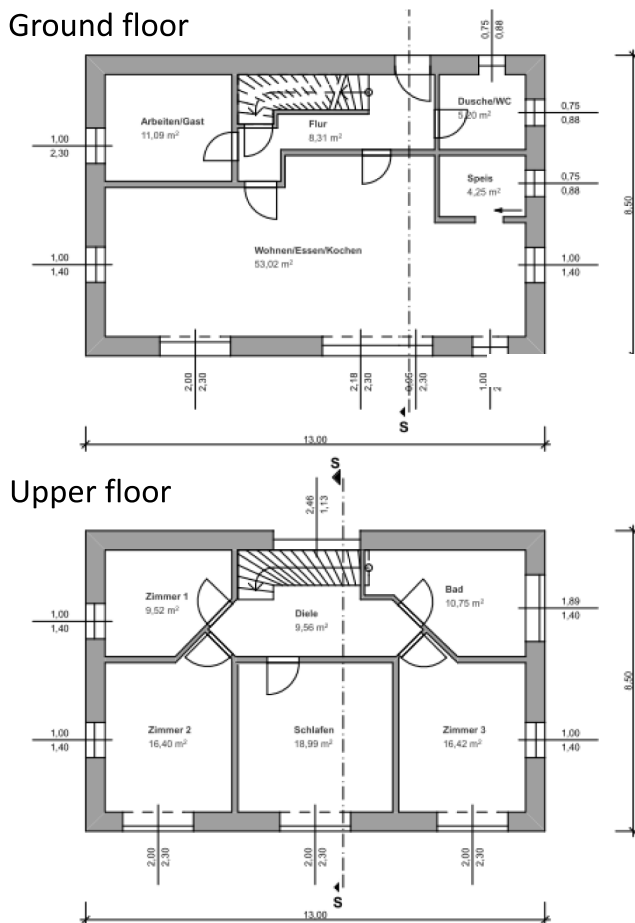 Ground floor
0,75
0,88
Arbeiten/Gast
11,09 m²
Flur
8,31 m²
Dusche/WC
5,20 m²
0,75
0,88
1,00
2,30
Speis
4,25 m²
0,75
0,88
8,50
Wohnen/Essen/Kochen
53,02 m²
1,00
1,40
1,00
1,40
2,00
2,30
2,18
2,30
0,95
2,30
1,00
S
13,00
S
Upper floor
2,46
1,13
Zimmer 1
9,52 m²
Diele
9,56 m²
Bad
10,75 m²
1,89
1,40
1,00
1,40
8,50
Zimmer 2
16,40 m²
Schlafen
18,99 m²
Zimmer 3
16,42 m²
1,00
1,40
1,00
1,40
2,00
2,30
2,00
2,30
2,00
2,30
S
13,00